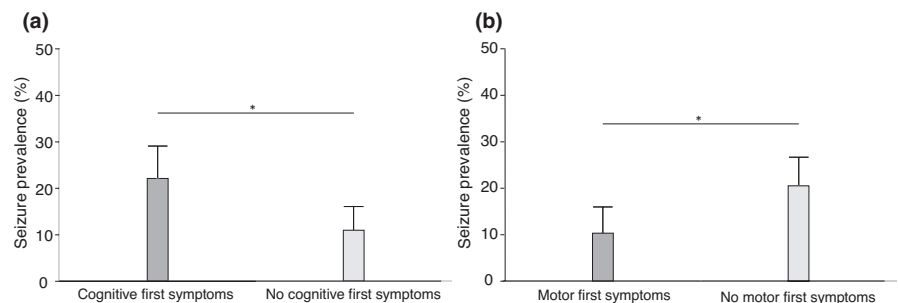 (a)
50
40
30
20
10
0
Seizure prevalence (%)
*
Cognitive first symptoms
No cognitive first symptoms
(b)
50
40
30
20
10
0
Seizure prevalence (%)
*
Motor first symptoms
No motor first symptoms